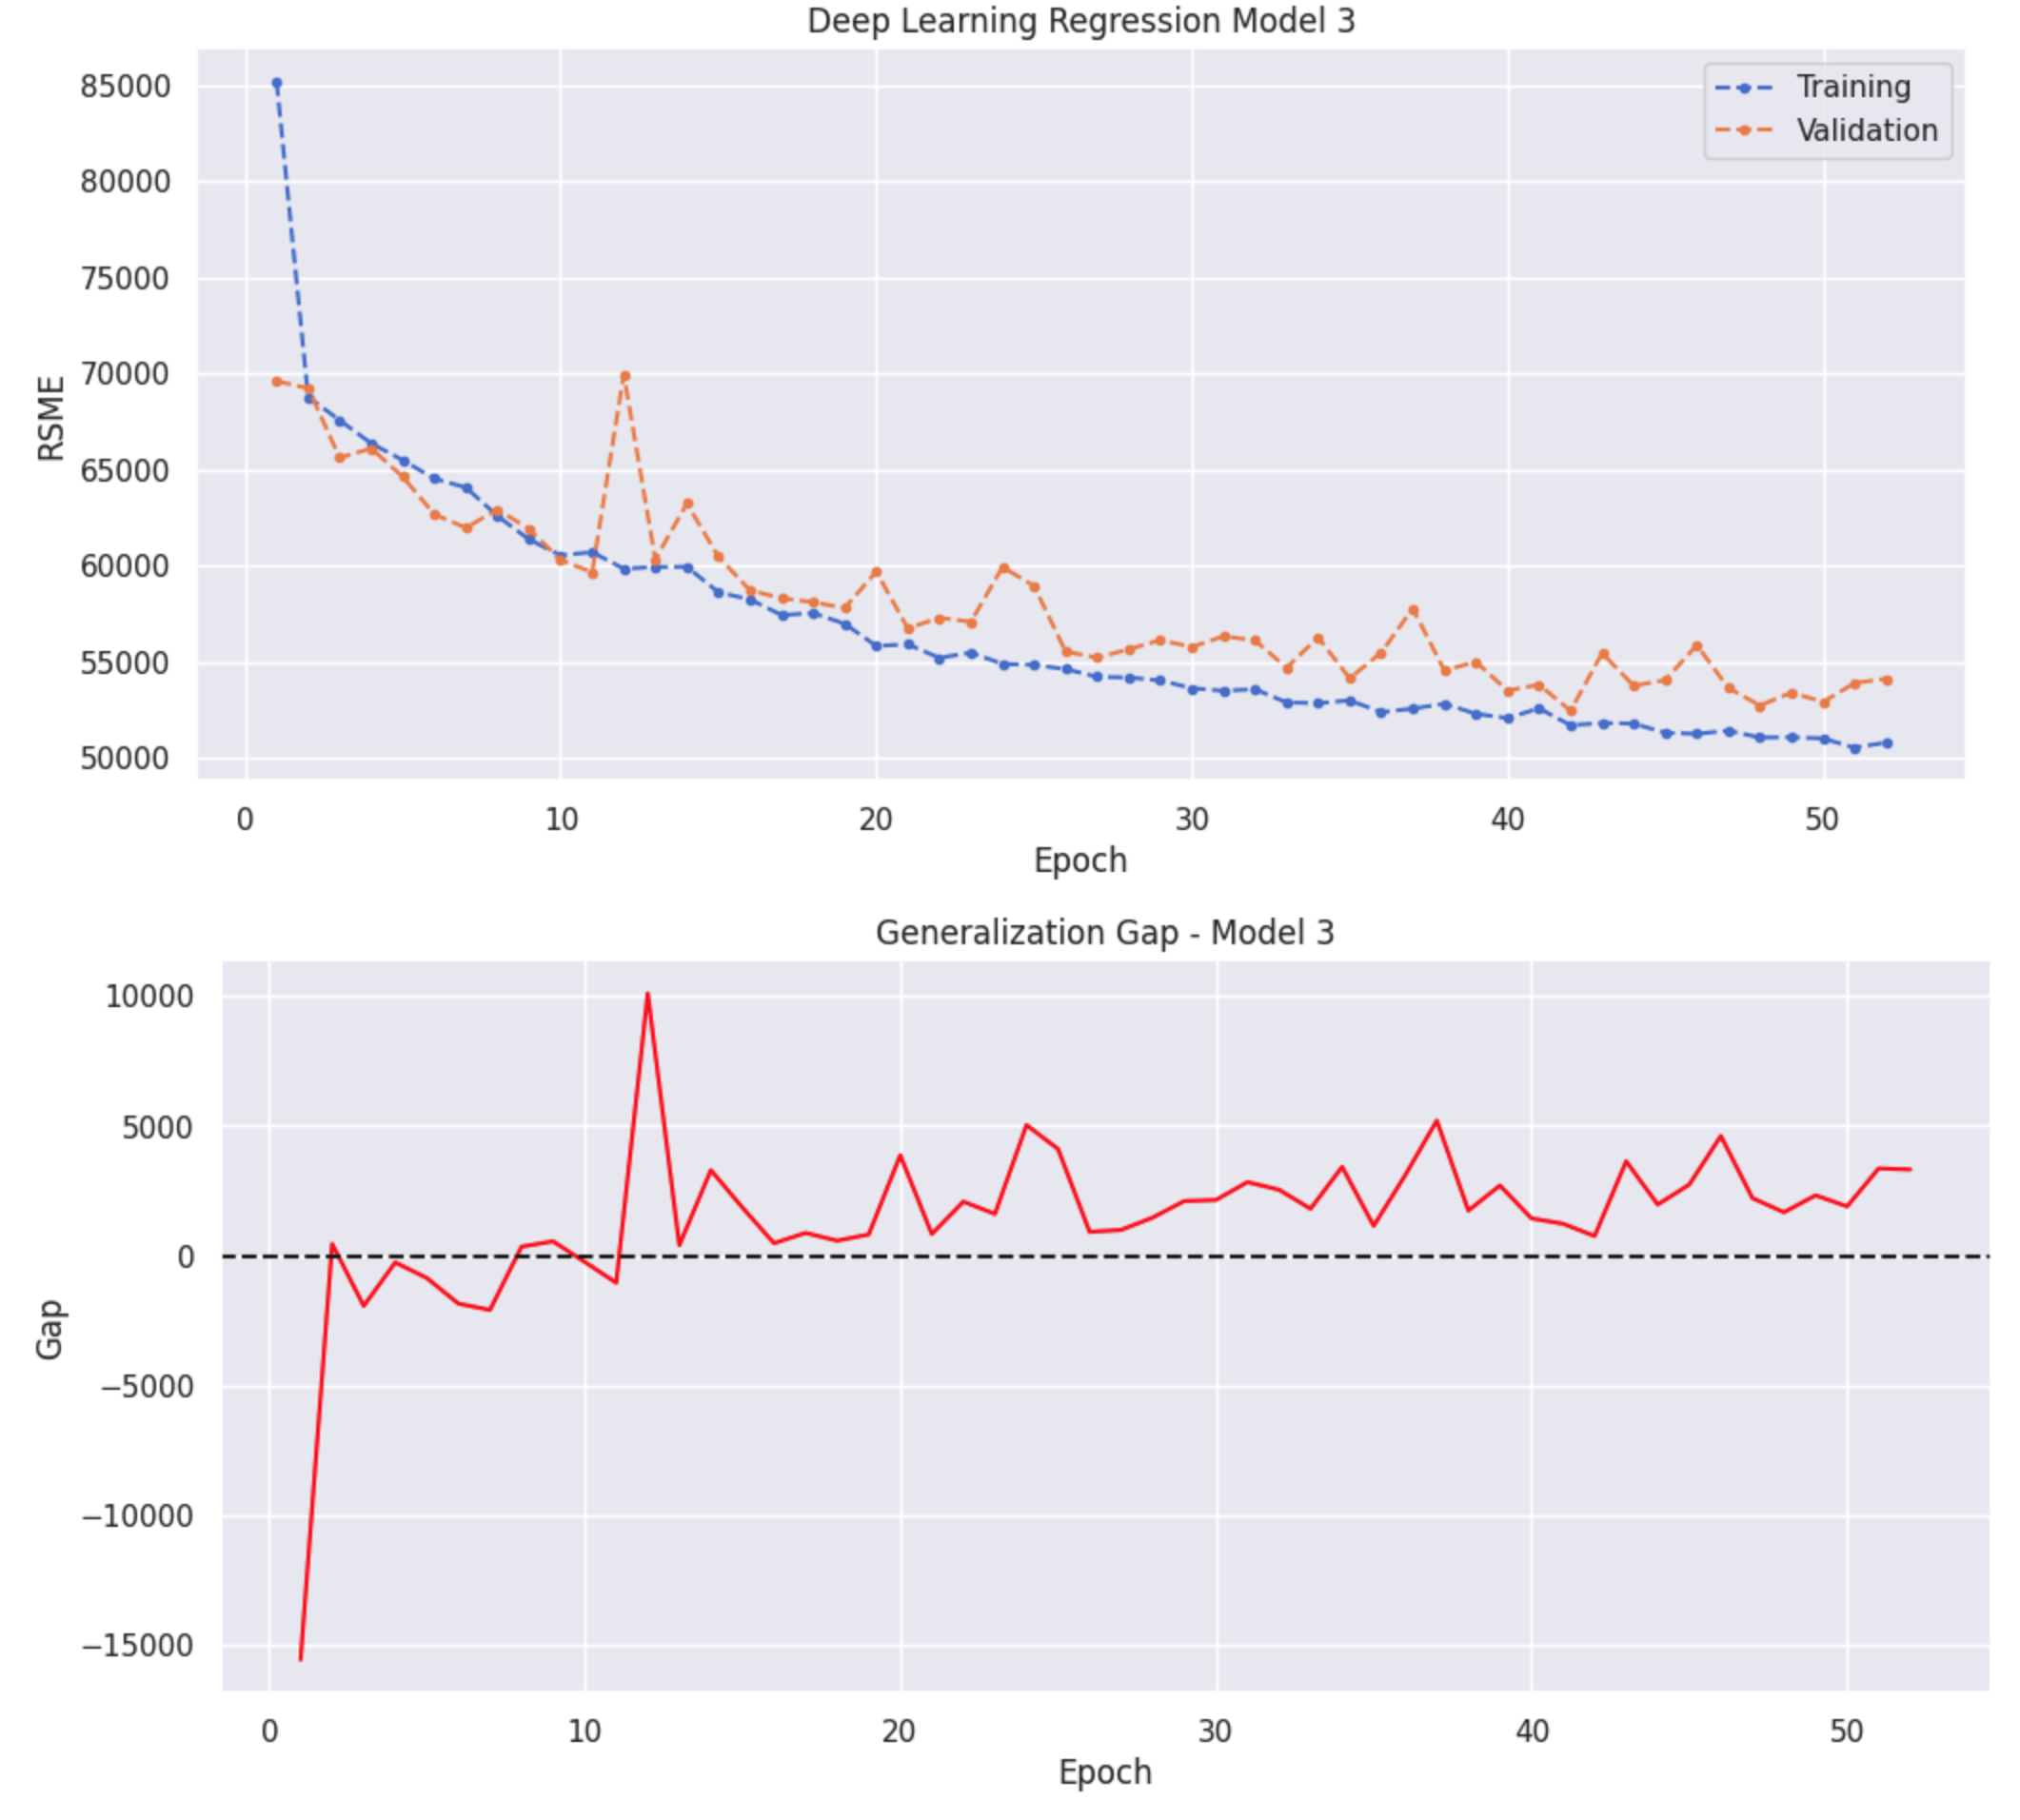 Deep Learning Regression Model 3
85000
80000
75000
70000
65000
60000
55000
50000
RSME
Training
Validation
0 10 20 30 40 50
Epoch
Generalization Gap - Model 3
10000
5000
0
−5000
−10000
−15000
Gap
0 10 20 30 40 50
Epoch